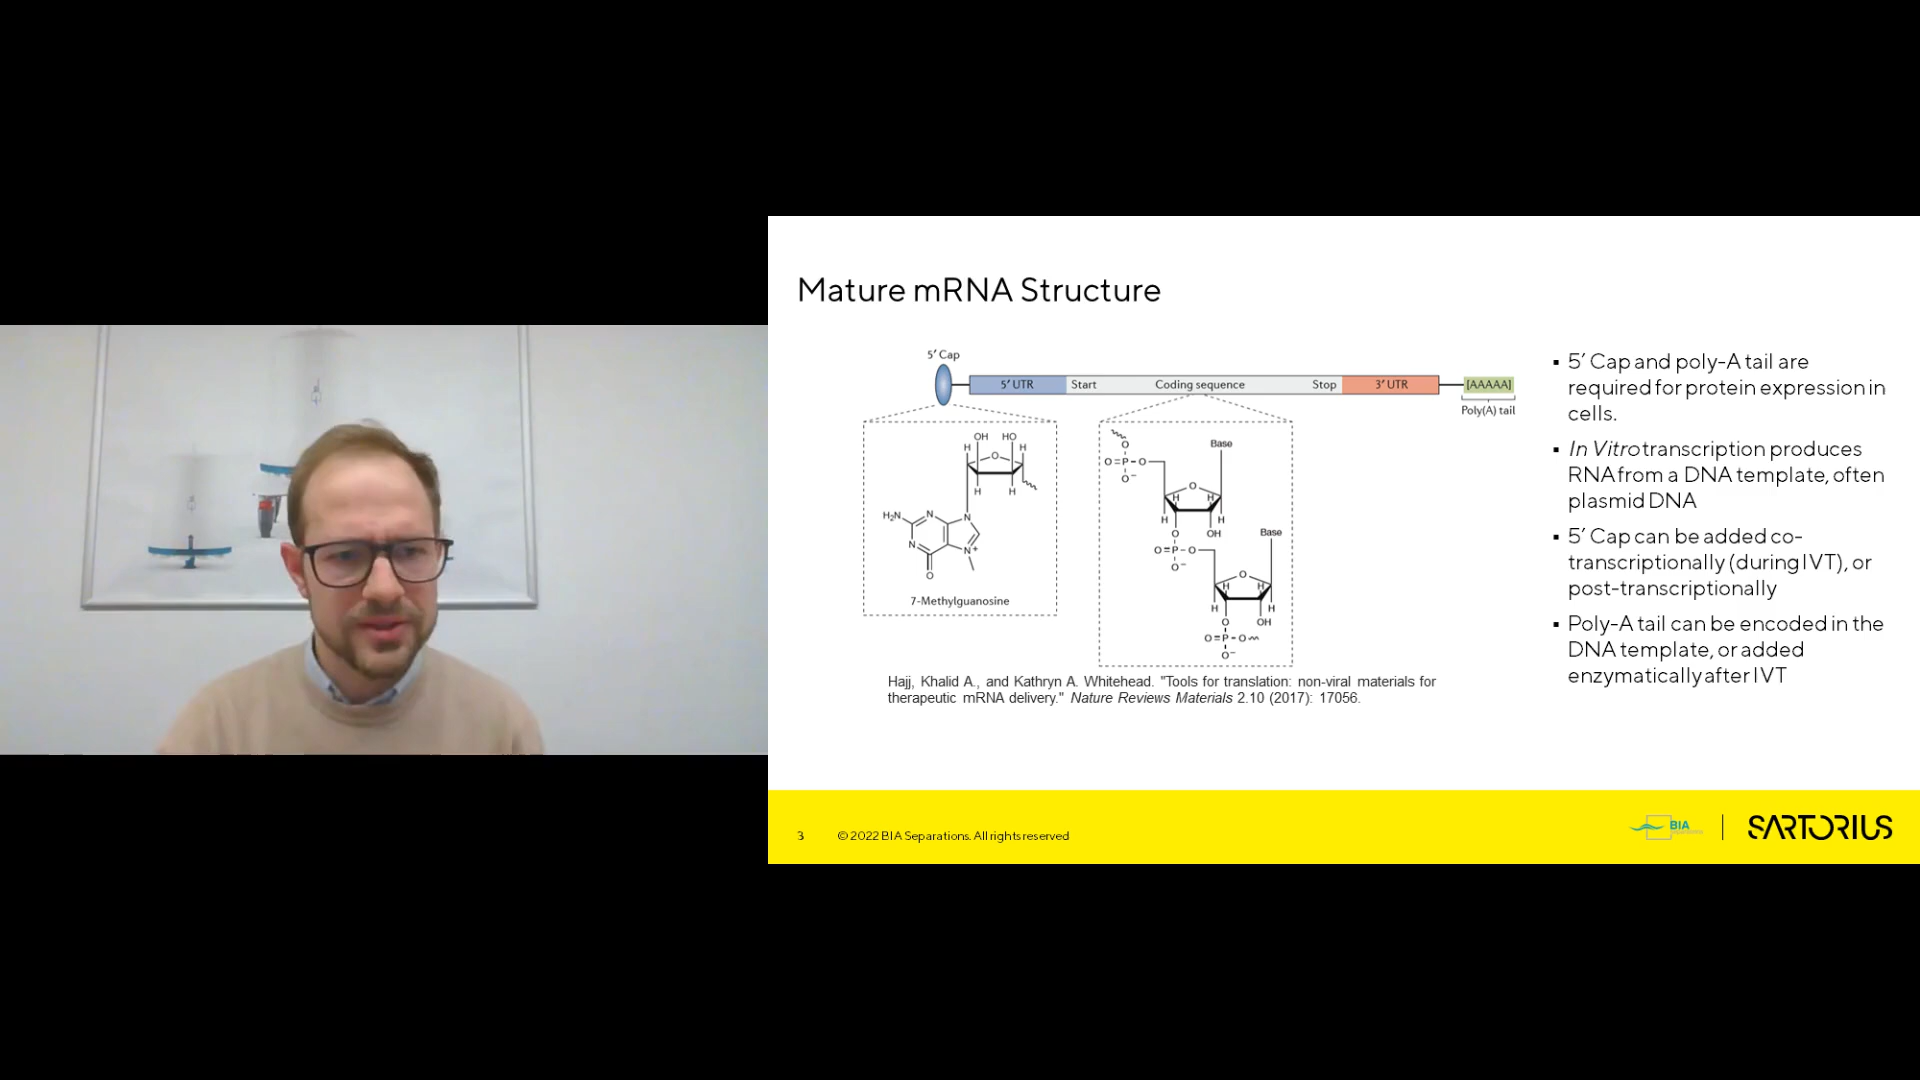 Mature mRNA Structure
5′ Cap
5′ UTR
Start
Coding sequence
Stop
3′ UTR
[AAAAA]
Poly(A) tail
OH HO
H H
O
H H
H₂N
N
N
N
N⁺
O
7-Methylguanosine
O
O=P-O
O⁻
Base
O
H H
H H
O OH
O=P-O
O⁻
Base
O
H H
H H
O OH
O=P-O
O⁻
Hajj, Khalid A., and Kathryn A. Whitehead. "Tools for translation: non-viral materials for
therapeutic mRNA delivery." Nature Reviews Materials 2.10 (2017): 17056.
▪ 5′ Cap and poly-A tail are
required for protein expression in
cells.
▪ In Vitro transcription produces
RNA from a DNA template, often
plasmid DNA
▪ 5′ Cap can be added co-
transcriptionally (during IVT), or
post-transcriptionally
▪ Poly-A tail can be encoded in the
DNA template, or added
enzymatically after IVT
3
© 2022 BIA Separations. All rights reserved
BIA
SARTORIUS